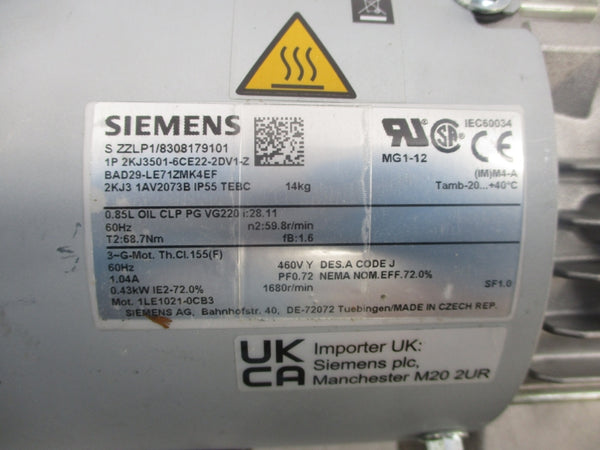 SIEMENS
S ZZLP1/8308179101
1P 2KJ3501-6CE22-2DV1-Z
BAD29-LE71ZMK4EF
2KJ3 1AV2073B IP55 TEBC 14kg
UR SA CE IEC60034
MG1-12
(IM)M4-A
Tamb-20...+40°C
0.85L OIL CLP PG VG220 i:28.11
60Hz n2:59.8r/min
T2:68.7Nm fB:1.6
3~G-Mot. Th.Cl.155(F) 460V Y DES.A CODE J
60Hz PF0.72 NEMA NOM.EFF.72.0%
1.04A 1680r/min SF1.0
0.43kW IE2-72.0%
Mot. 1LE1021-0CB3
SIEMENS AG, Bahnhofstr. 40, DE-72072 Tuebingen/MADE IN CZECH REP.
UK CA
Importer UK:
Siemens plc,
Manchester M20 2UR